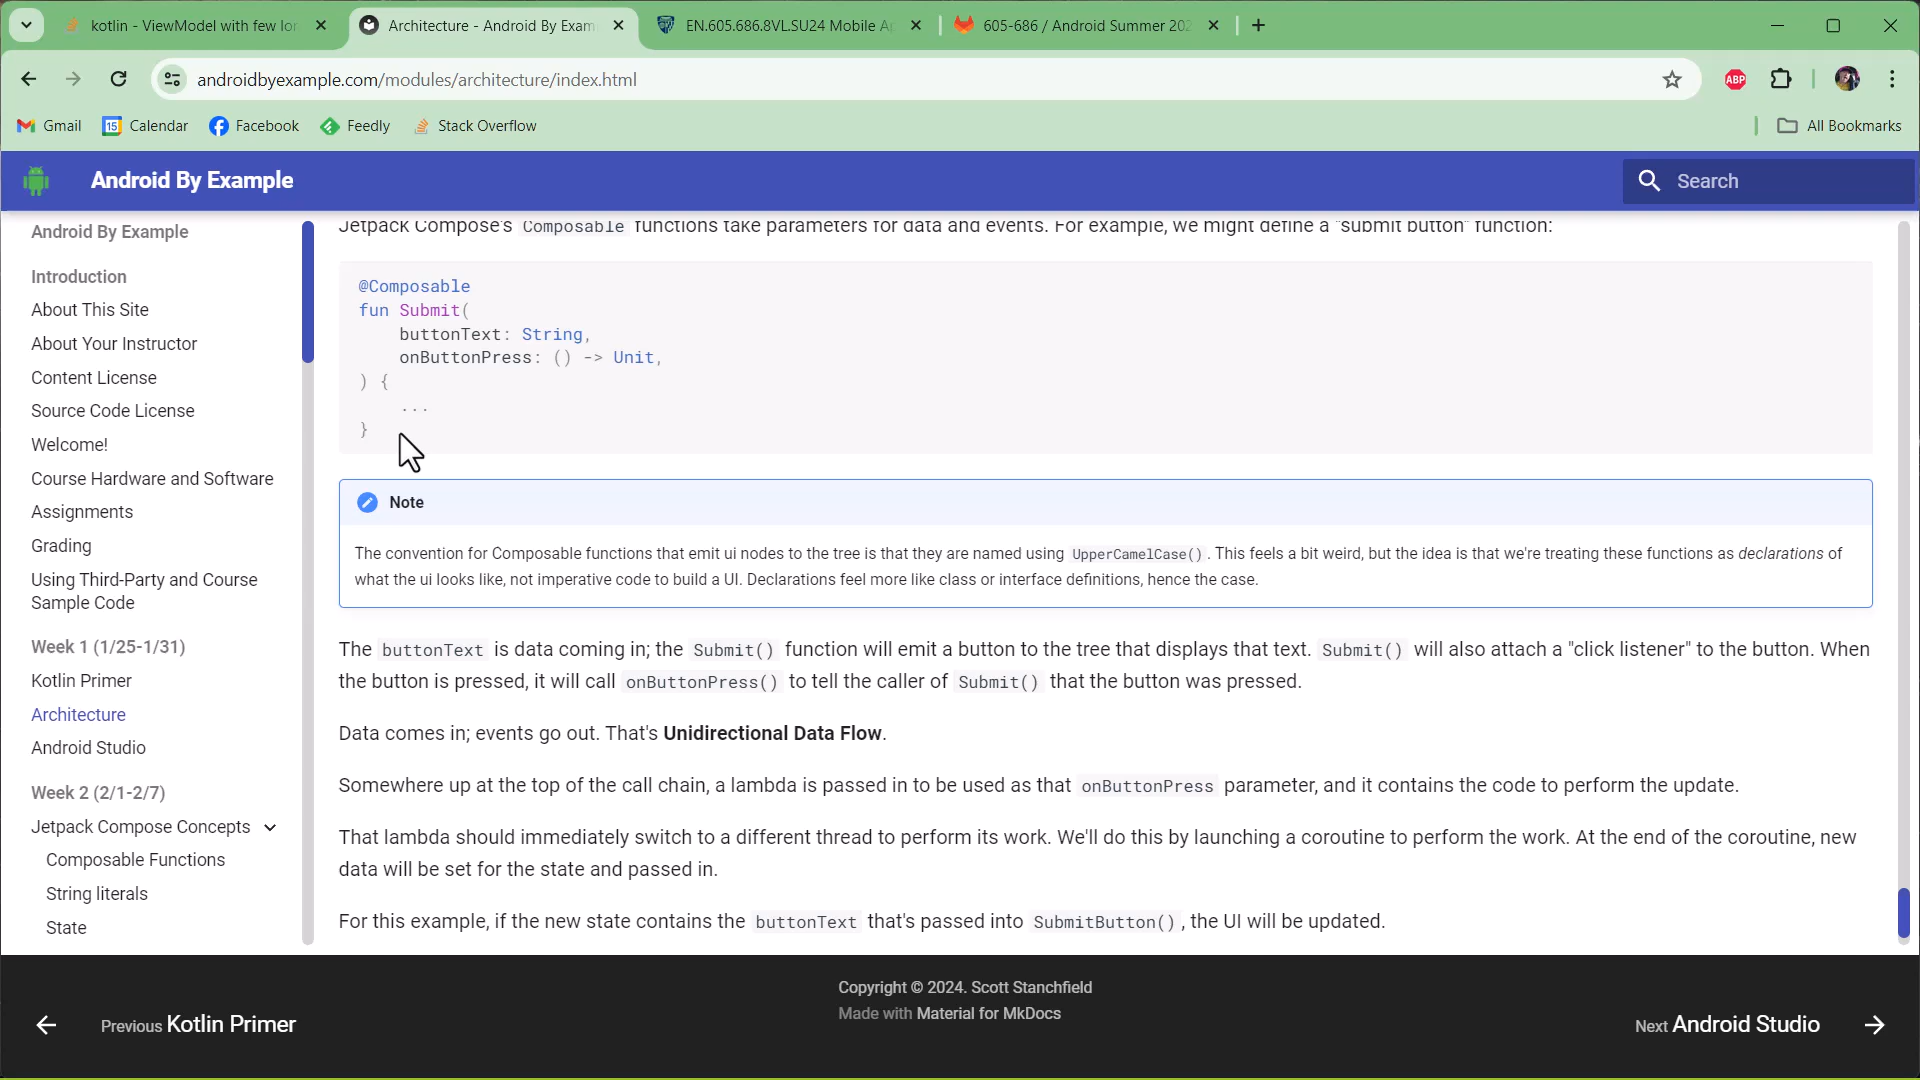 kotlin - ViewModel with few lon
Architecture - Android By Exam
EN.605.686.8VL.SU24 Mobile Ap
605-686 / Android Summer 202
androidbyexample.com/modules/architecture/index.html
ABP
Gmail
15
Calendar
Facebook
Feedly
Stack Overflow
All Bookmarks
Android By Example
Search
Android By Example
Introduction
About This Site
About Your Instructor
Content License
Source Code License
Welcome!
Course Hardware and Software
Assignments
Grading
Using Third-Party and Course
Sample Code
Week 1 (1/25-1/31)
Kotlin Primer
Architecture
Android Studio
Week 2 (2/1-2/7)
Jetpack Compose Concepts
Composable Functions
String literals
State
Jetpack Compose's Composable functions take parameters for data and events. For example, we might define a "submit button" function:
@Composable
fun Submit(
buttonText: String,
onButtonPress: () -> Unit,
) {
...
}
Note
The convention for Composable functions that emit ui nodes to the tree is that they are named using UpperCamelCase(). This feels a bit weird, but the idea is that we're treating these functions as declarations of
what the ui looks like, not imperative code to build a UI. Declarations feel more like class or interface definitions, hence the case.
The buttonText is data coming in; the Submit() function will emit a button to the tree that displays that text. Submit() will also attach a "click listener" to the button. When
the button is pressed, it will call onButtonPress() to tell the caller of Submit() that the button was pressed.
Data comes in; events go out. That's Unidirectional Data Flow.
Somewhere up at the top of the call chain, a lambda is passed in to be used as that onButtonPress parameter, and it contains the code to perform the update.
That lambda should immediately switch to a different thread to perform its work. We'll do this by launching a coroutine to perform the work. At the end of the coroutine, new
data will be set for the state and passed in.
For this example, if the new state contains the buttonText that's passed into SubmitButton(), the UI will be updated.
Copyright © 2024. Scott Stanchfield
Made with Material for MkDocs
Previous Kotlin Primer
Next Android Studio